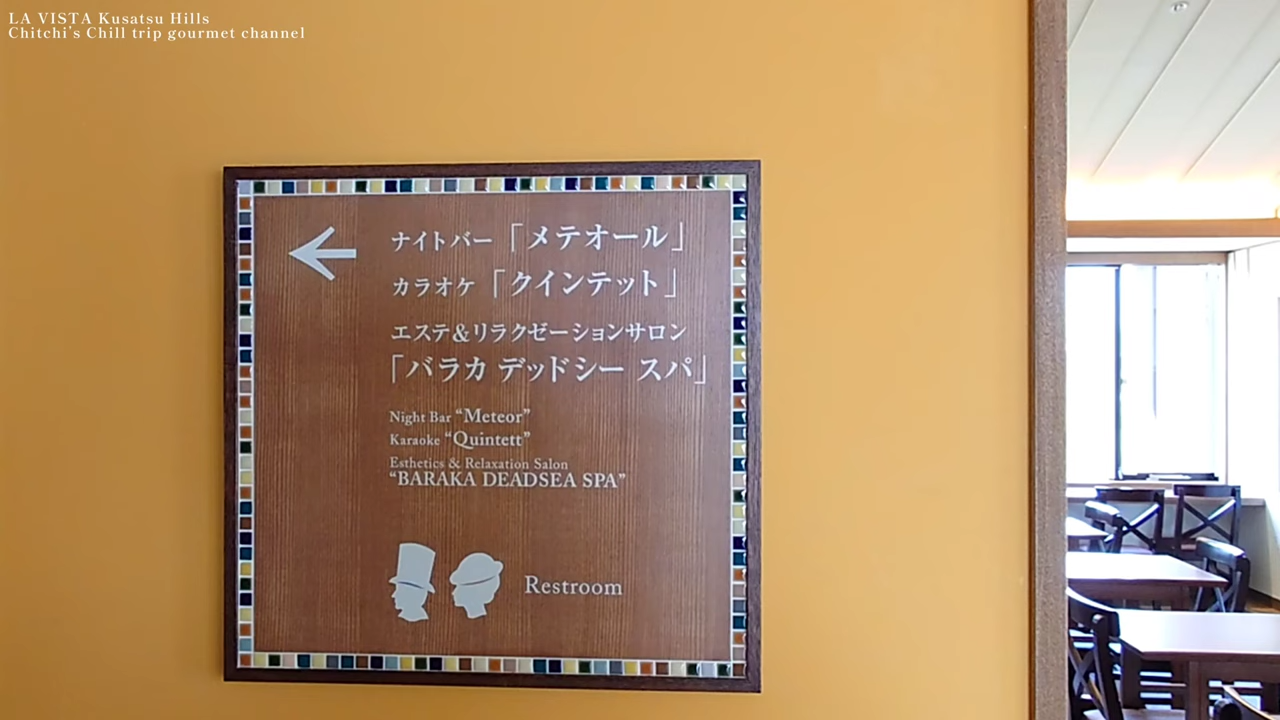 LA VISTA Kusatsu Hills
Chitchi's Chill trip gourmet channel
ナイトバー「メテオール」
カラオケ「クインテット」
エステ&リラクゼーションサロン
「バラカ デッドシー スパ」
Night Bar “Meteor”
Karaoke “Quintett”
Esthetics & Relaxation Salon
“BARAKA DEADSEA SPA”
Restroom